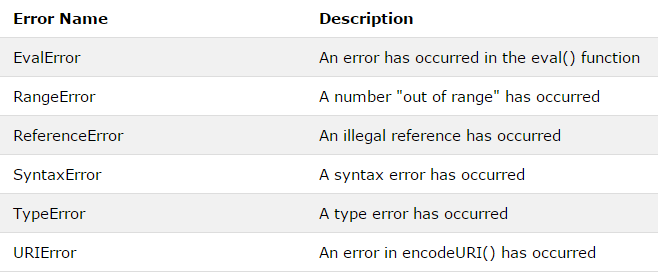 Error Name Description
EvalError An error has occurred in the eval() function
RangeError A number "out of range" has occurred
ReferenceError An illegal reference has occurred
SyntaxError A syntax error has occurred
TypeError A type error has occurred
URIError An error in encodeURI() has occurred